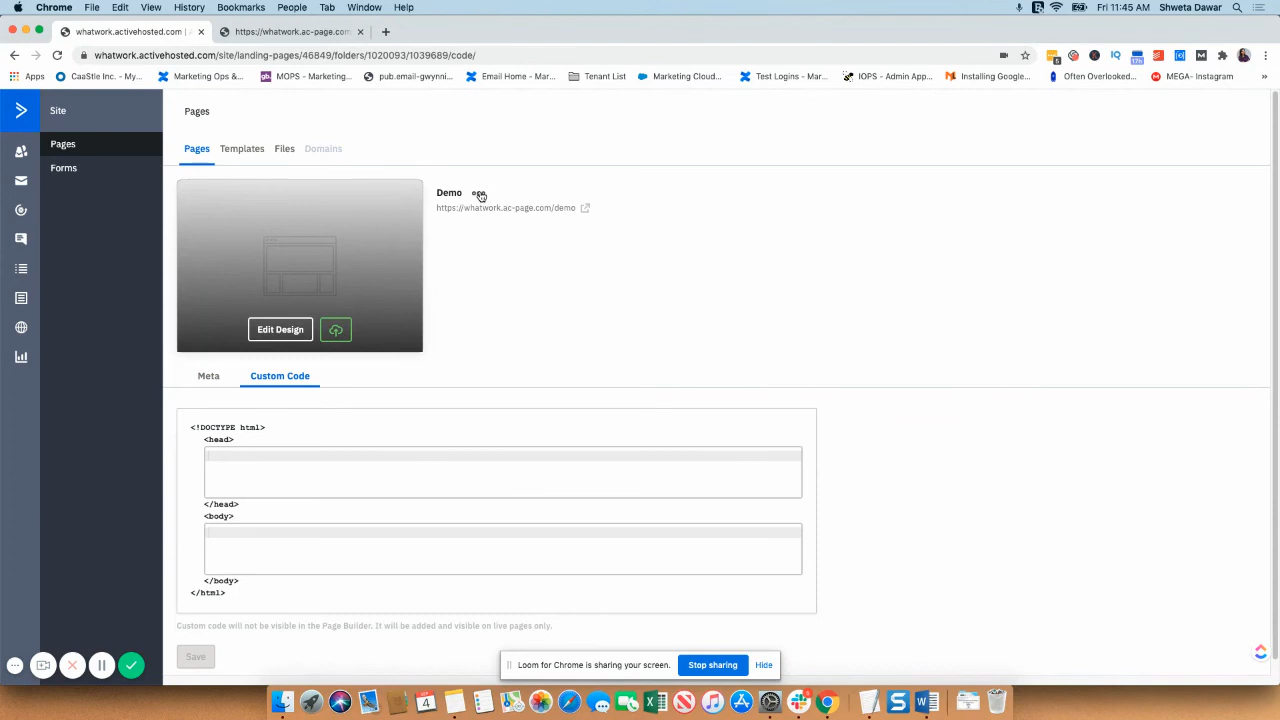 Chrome File Edit View History Bookmarks People Tab Window Help Fri 11:45 AM Shweta Dawar
whatwork.activehosted.com | https://whatwork.ac-page.com
whatwork.activehosted.com/site/landing-pages/46849/folders/1020093/1039689/code/
Apps CaaStle Inc. - My... Marketing Ops &... MOPS - Marketing... pub.email-gwynni... Email Home - Mar... Tenant List Marketing Cloud... Test Logins - Mar... IOPS - Admin App... Installing Google... Often Overlooked... MEGA- Instagram »
Site
Pages
Forms
Pages
Pages Templates Files Domains
Demo
https://whatwork.ac-page.com/demo
Edit Design
Meta Custom Code
<!DOCTYPE html>
<head>
</head>
<body>
</body>
</html>
Custom code will not be visible in the Page Builder. It will be added and visible on live pages only.
Save
Loom for Chrome is sharing your screen. Stop sharing Hide